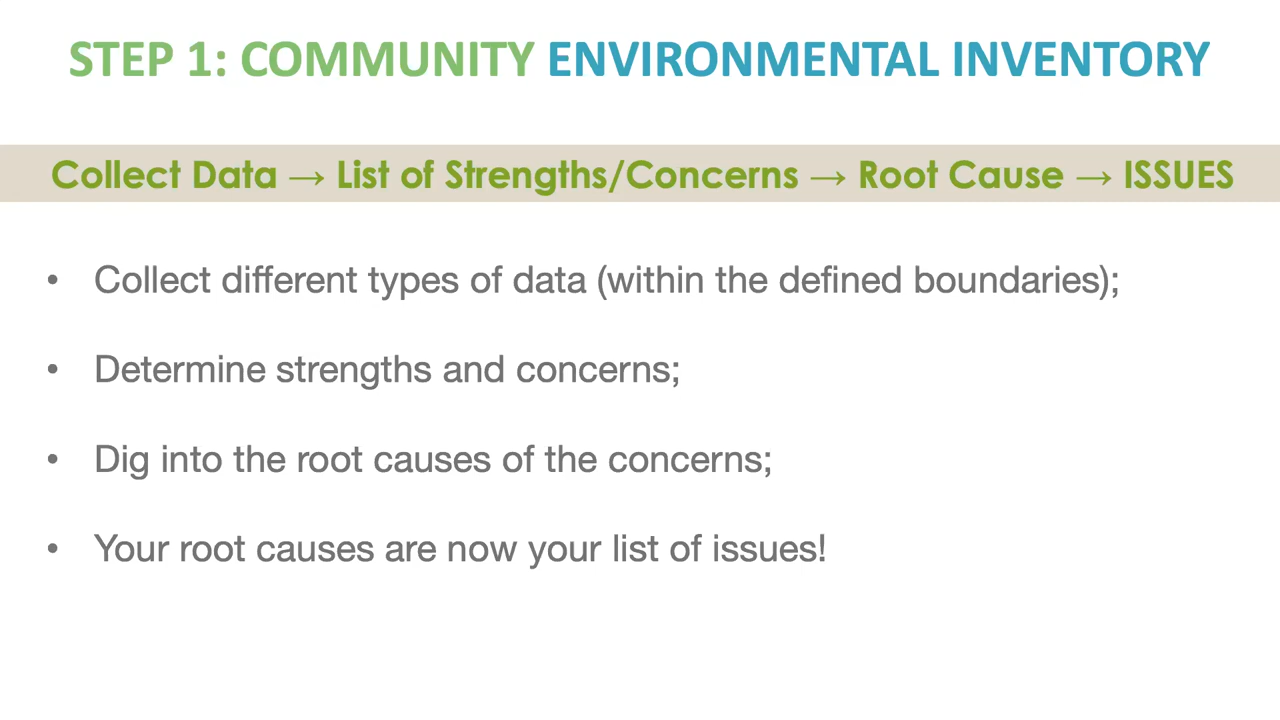 STEP 1: COMMUNITY ENVIRONMENTAL INVENTORY
Collect Data → List of Strengths/Concerns → Root Cause → ISSUES
• Collect different types of data (within the defined boundaries);
• Determine strengths and concerns;
• Dig into the root causes of the concerns;
• Your root causes are now your list of issues!